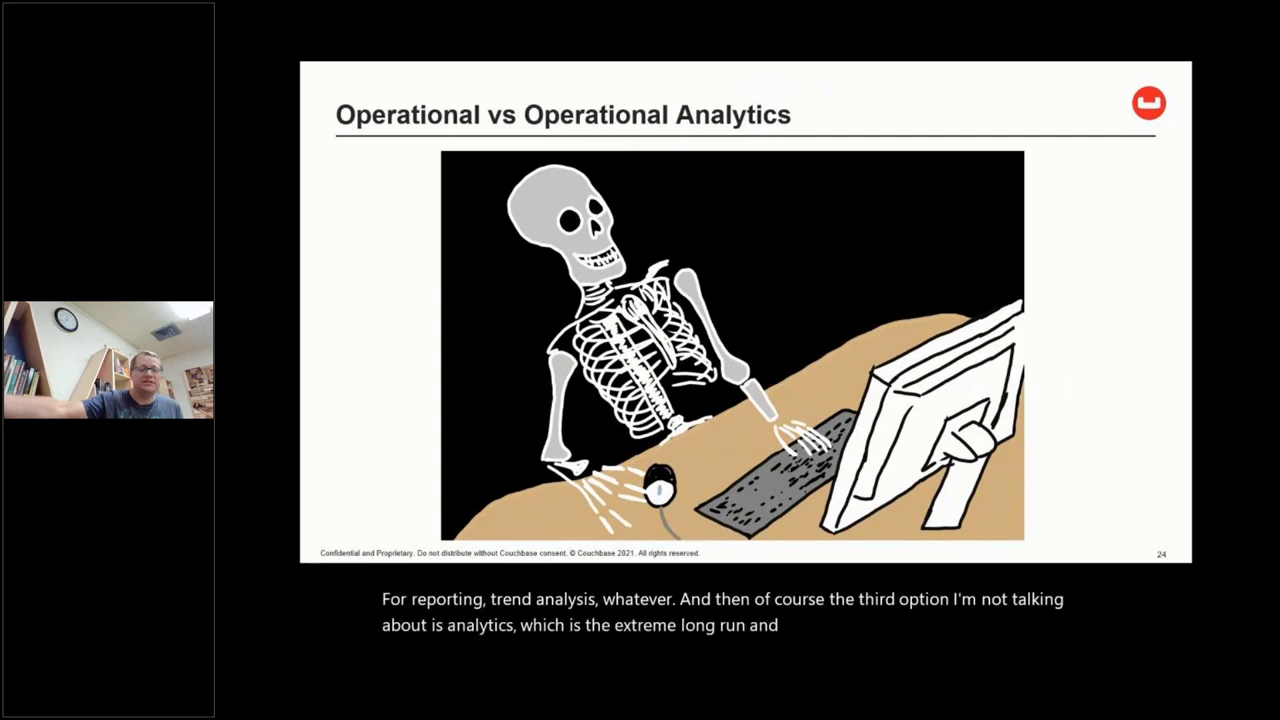 Operational vs Operational Analytics
Confidential and Proprietary. Do not distribute without Couchbase consent. © Couchbase 2021. All rights reserved.
24
For reporting, trend analysis, whatever. And then of course the third option I'm not talking
about is analytics, which is the extreme long run and